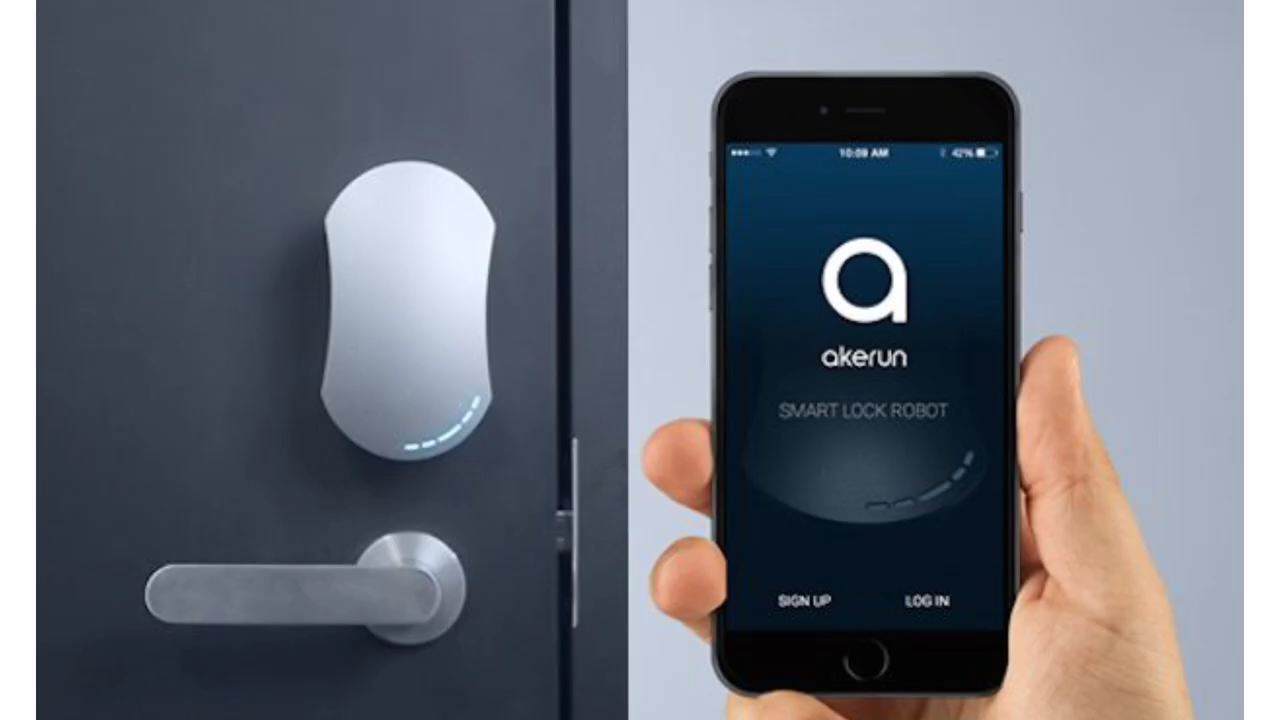 10:09 AM
42%
a
akerun
SMART LOCK ROBOT
SIGN UP
LOG IN